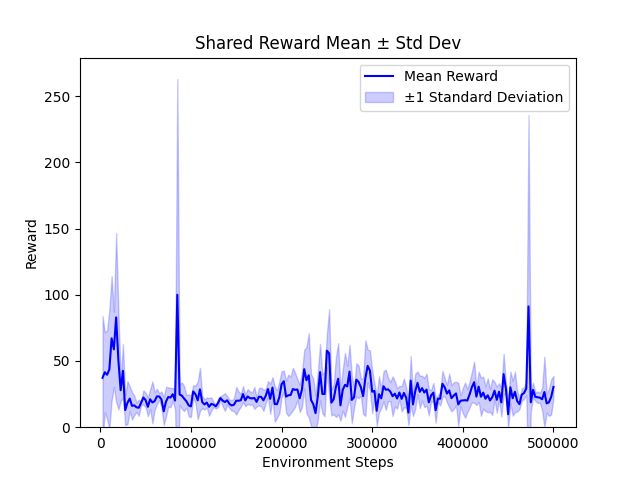 Shared Reward Mean ± Std Dev
Mean Reward
±1 Standard Deviation
Reward
250
200
150
100
50
0
0
100000
200000
300000
400000
500000
Environment Steps